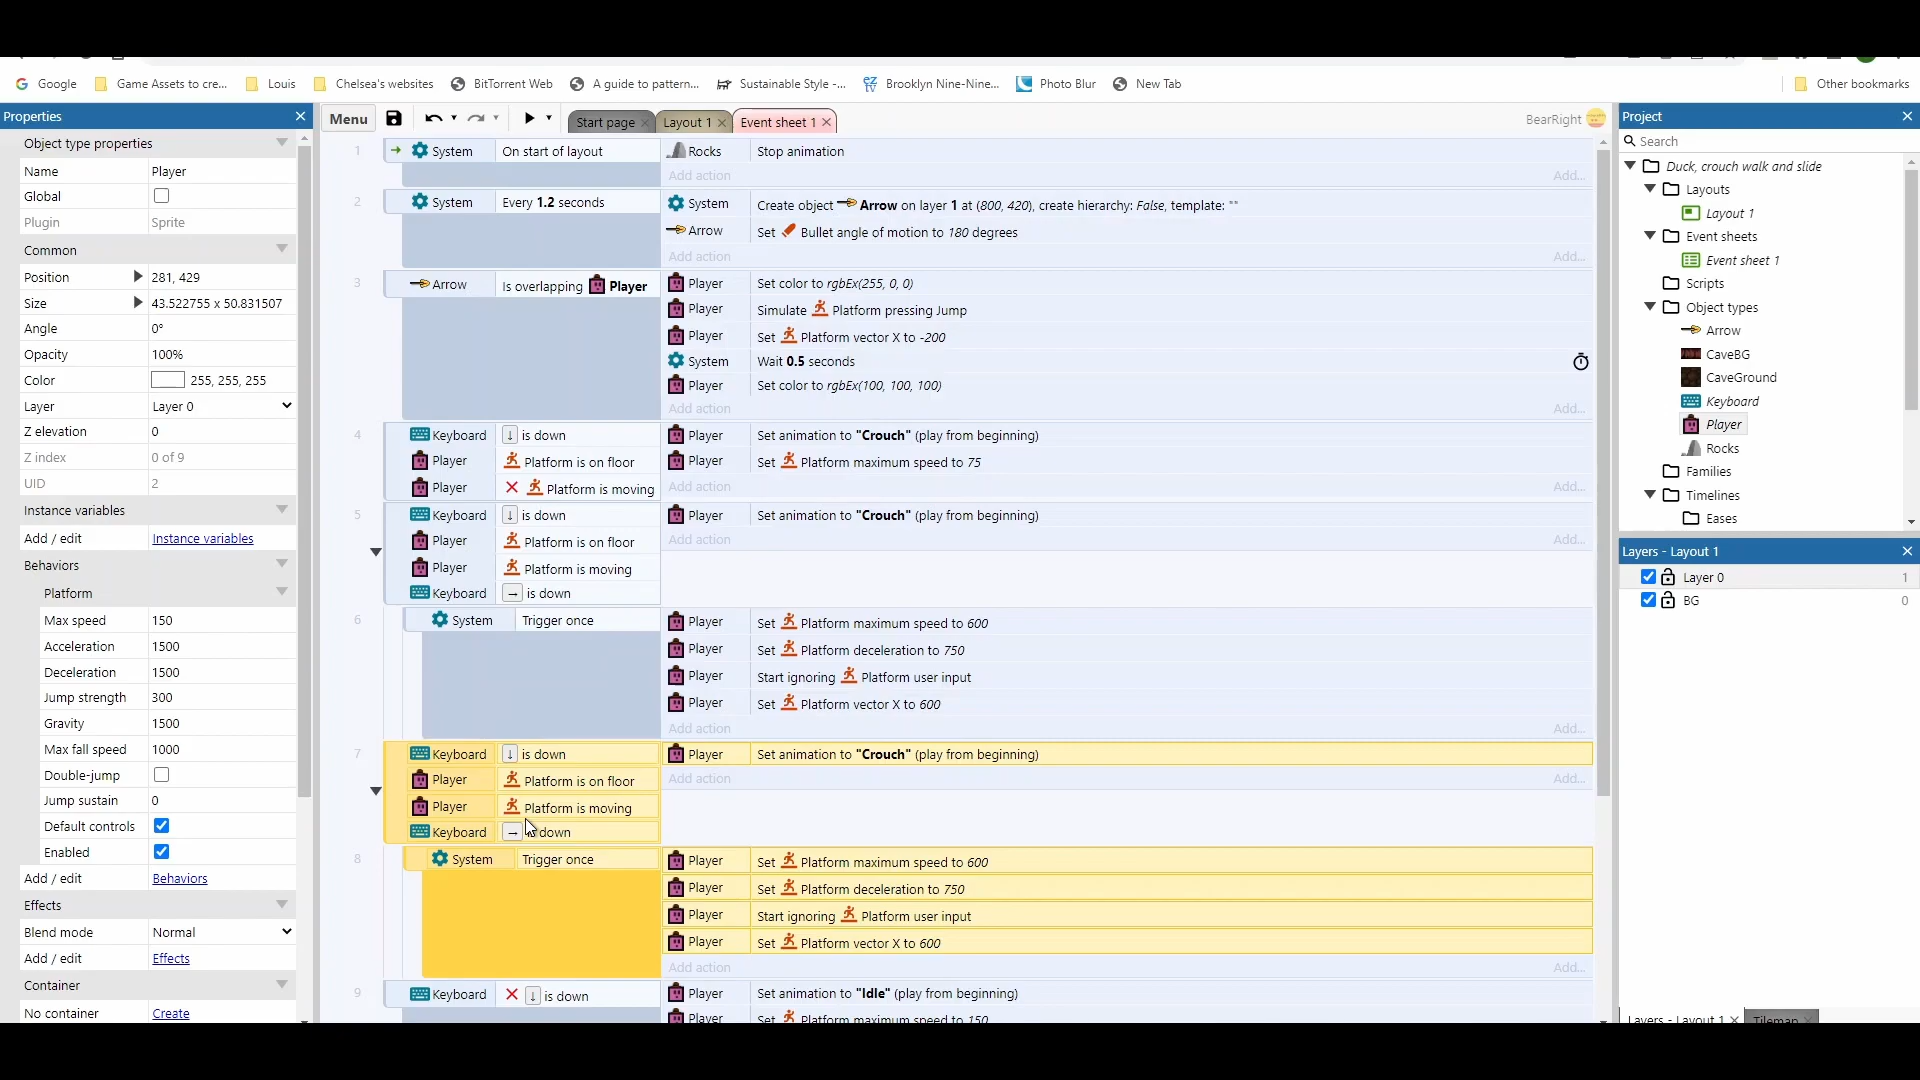 Google
Game Assets to cre...
Louis
Chelsea's websites
BitTorrent Web
A guide to pattern...
Sustainable Style -...
Brooklyn Nine-Nine...
Photo Blur
New Tab
Other bookmarks
Properties
Object type properties
Name Player
Global
Plugin Sprite
Common
Position 281, 429
Size 43.522755 x 50.831507
Angle 0°
Opacity 100%
Color 255, 255, 255
Layer Layer 0
Z elevation 0
Z index 0 of 9
UID 2
Instance variables
Add / edit Instance variables
Behaviors
Platform
Max speed 150
Acceleration 1500
Deceleration 1500
Jump strength 300
Gravity 1500
Max fall speed 1000
Double-jump
Jump sustain 0
Default controls
Enabled
Add / edit Behaviors
Effects
Blend mode Normal
Add / edit Effects
Container
No container Create
Menu
Start page
Layout 1
Event sheet 1
BearRight
1 System On start of layout Rocks Stop animation
Add action Add...
2 System Every 1.2 seconds System Create object Arrow on layer 1 at (800, 420), create hierarchy: False, template: ""
Arrow Set Bullet angle of motion to 180 degrees
Add action Add...
3 Arrow Is overlapping Player Player Set color to rgbEx(255, 0, 0)
Player Simulate Platform pressing Jump
Player Set Platform vector X to -200
System Wait 0.5 seconds
Player Set color to rgbEx(100, 100, 100)
Add action Add...
4 Keyboard ↓ is down Player Set animation to "Crouch" (play from beginning)
Player Platform is on floor Player Set Platform maximum speed to 75
Player Platform is moving Add action Add...
5 Keyboard ↓ is down Player Set animation to "Crouch" (play from beginning)
Player Platform is on floor Add action Add...
Player Platform is moving
Keyboard → is down
6 System Trigger once Player Set Platform maximum speed to 600
Player Set Platform deceleration to 750
Player Start ignoring Platform user input
Player Set Platform vector X to 600
Add action Add...
7 Keyboard ↓ is down Player Set animation to "Crouch" (play from beginning)
Player Platform is on floor Add action Add...
Player Platform is moving
Keyboard → down
8 System Trigger once Player Set Platform maximum speed to 600
Player Set Platform deceleration to 750
Player Start ignoring Platform user input
Player Set Platform vector X to 600
Add action Add...
9 Keyboard ↓ is down Player Set animation to "Idle" (play from beginning)
Player Set Platform maximum speed to 150
Project
Search
Duck, crouch walk and slide
Layouts
Layout 1
Event sheets
Event sheet 1
Scripts
Object types
Arrow
CaveBG
CaveGround
Keyboard
Player
Rocks
Families
Timelines
Eases
Layers - Layout 1
Layer 0 1
BG 0
Layers - Layout 1
Tilemap